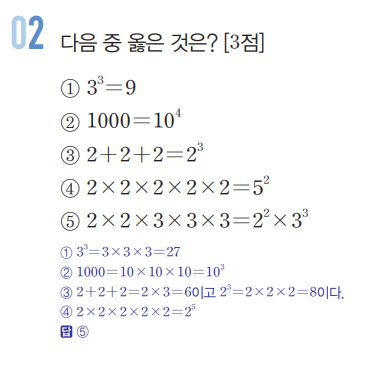 02 다음 중 옳은 것은? [3점]
① 3³=9
② 1000=10⁴
③ 2+2+2=2³
④ 2×2×2×2×2=5²
⑤ 2×2×3×3×3=2²×3³
① 3³=3×3×3=27
② 1000=10×10×10=10³
③ 2+2+2=2×3=6이고 2³=2×2×2=8이다.
④ 2×2×2×2×2=2⁵
답 ⑤